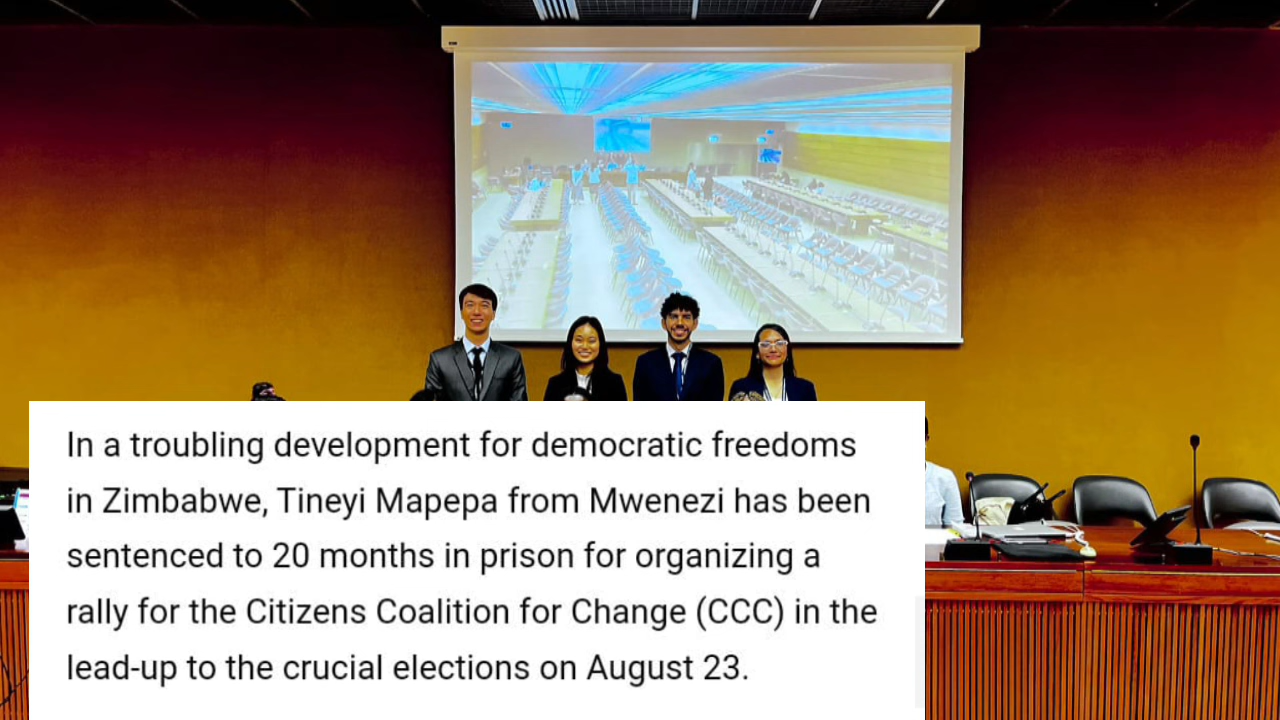 In a troubling development for democratic freedoms
in Zimbabwe, Tineyi Mapepa from Mwenezi has been
sentenced to 20 months in prison for organizing a
rally for the Citizens Coalition for Change (CCC) in the
lead-up to the crucial elections on August 23.